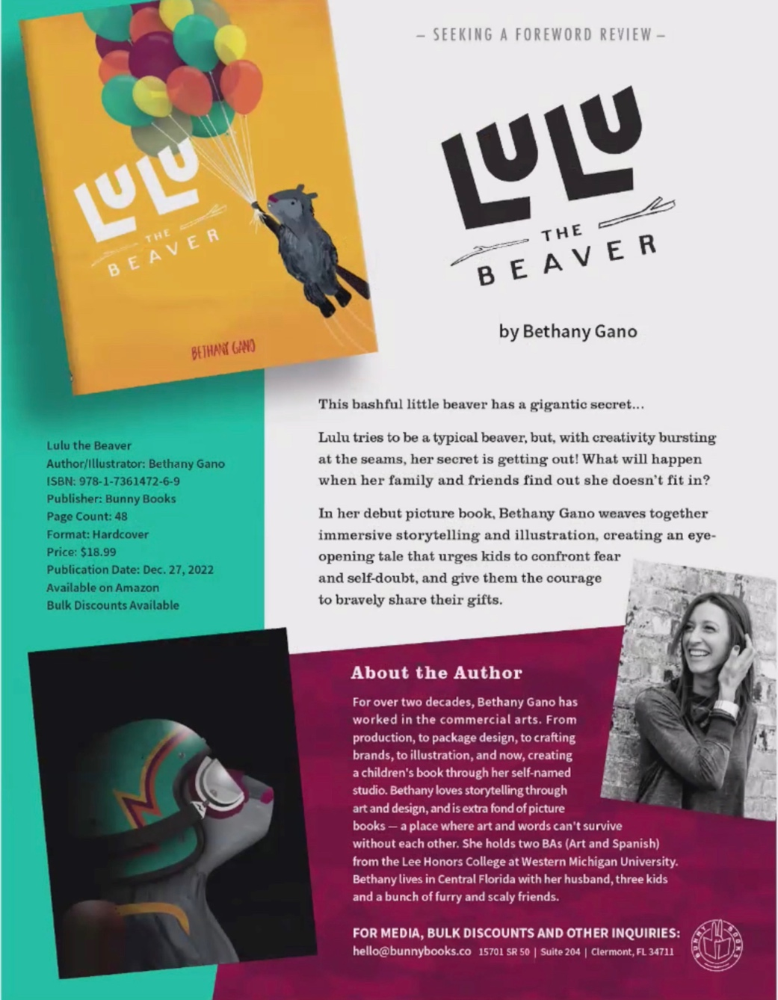 – SEEKING A FOREWORD REVIEW –
LULU
THE
BEAVER
BETHANY GANO
LULU
THE
BEAVER
by Bethany Gano
This bashful little beaver has a gigantic secret...
Lulu tries to be a typical beaver, but, with creativity bursting
at the seams, her secret is getting out! What will happen
when her family and friends find out she doesn't fit in?
In her debut picture book, Bethany Gano weaves together
immersive storytelling and illustration, creating an eye-
opening tale that urges kids to confront fear
and self-doubt, and give them the courage
to bravely share their gifts.
Lulu the Beaver
Author/Illustrator: Bethany Gano
ISBN: 978-1-7361472-6-9
Publisher: Bunny Books
Page Count: 48
Format: Hardcover
Price: $18.99
Publication Date: Dec. 27, 2022
Available on Amazon
Bulk Discounts Available
About the Author
For over two decades, Bethany Gano has
worked in the commercial arts. From
production, to package design, to crafting
brands, to illustration, and now, creating
a children's book through her self-named
studio. Bethany loves storytelling through
art and design, and is extra fond of picture
books — a place where art and words can't survive
without each other. She holds two BAs (Art and Spanish)
from the Lee Honors College at Western Michigan University.
Bethany lives in Central Florida with her husband, three kids
and a bunch of furry and scaly friends.
FOR MEDIA, BULK DISCOUNTS AND OTHER INQUIRIES:
hello@bunnybooks.co 15701 SR 50 | Suite 204 | Clermont, FL 34711
BUNNY BOOKS